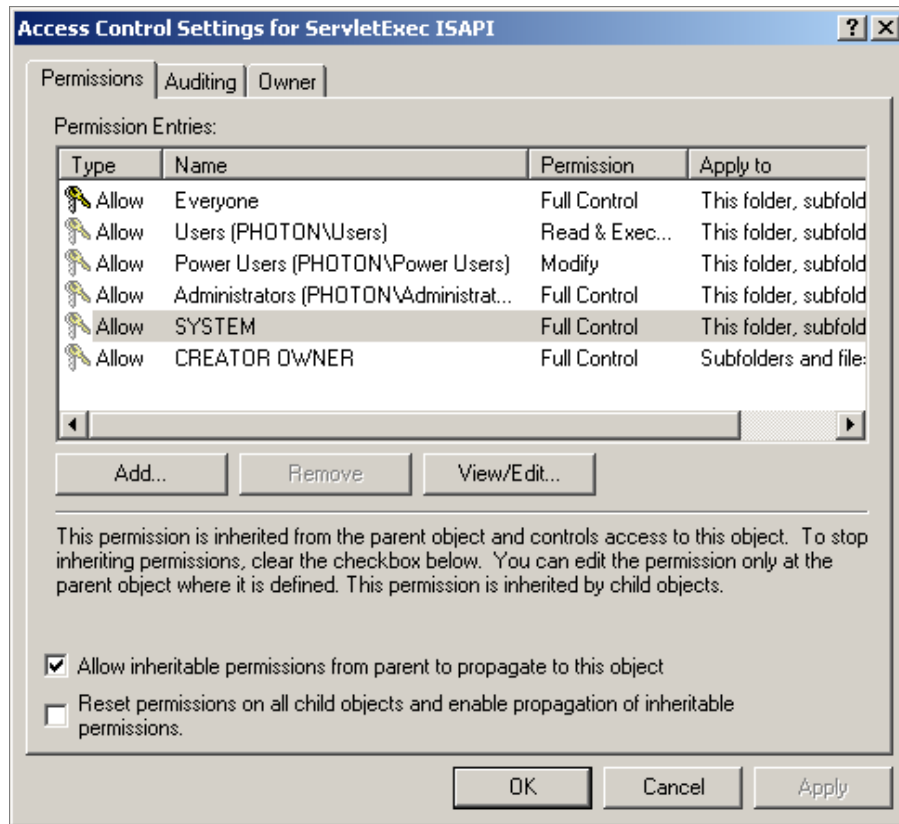 Access Control Settings for ServletExec ISAPI
Permissions Auditing Owner
Permission Entries:
Type Name Permission Apply to
Allow Everyone Full Control This folder, subfold
Allow Users (PHOTON\Users) Read & Exec... This folder, subfold
Allow Power Users (PHOTON\Power Users) Modify This folder, subfold
Allow Administrators (PHOTON\Administrat... Full Control This folder, subfold
Allow SYSTEM Full Control This folder, subfold
Allow CREATOR OWNER Full Control Subfolders and file:
Add... Remove View/Edit...
This permission is inherited from the parent object and controls access to this object. To stop
inheriting permissions, clear the checkbox below. You can edit the permission only at the
parent object where it is defined. This permission is inherited by child objects.
Allow inheritable permissions from parent to propagate to this object
Reset permissions on all child objects and enable propagation of inheritable
permissions.
OK Cancel Apply